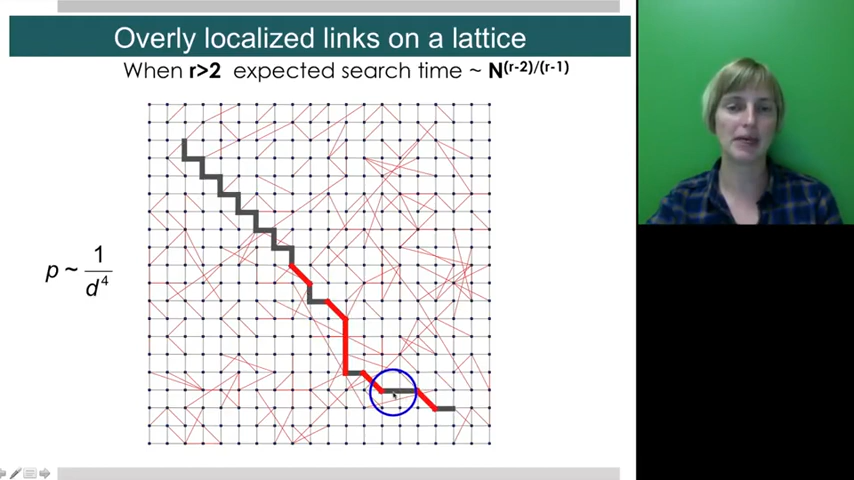 Overly localized links on a lattice
When r>2 expected search time ~ N(r-2)/(r-1)
p ~ 1
d4